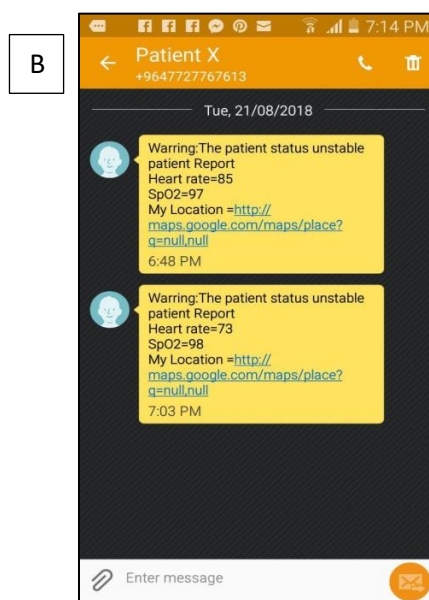 B
7:14 PM
Patient X
+9647727767613
Tue, 21/08/2018
Warring:The patient status unstable
patient Report
Heart rate=85
SpO2=97
My Location =http://
maps.google.com/maps/place?
q=null,null
6:48 PM
Warring:The patient status unstable
patient Report
Heart rate=73
SpO2=98
My Location =http://
maps.google.com/maps/place?
q=null,null
7:03 PM
Enter message